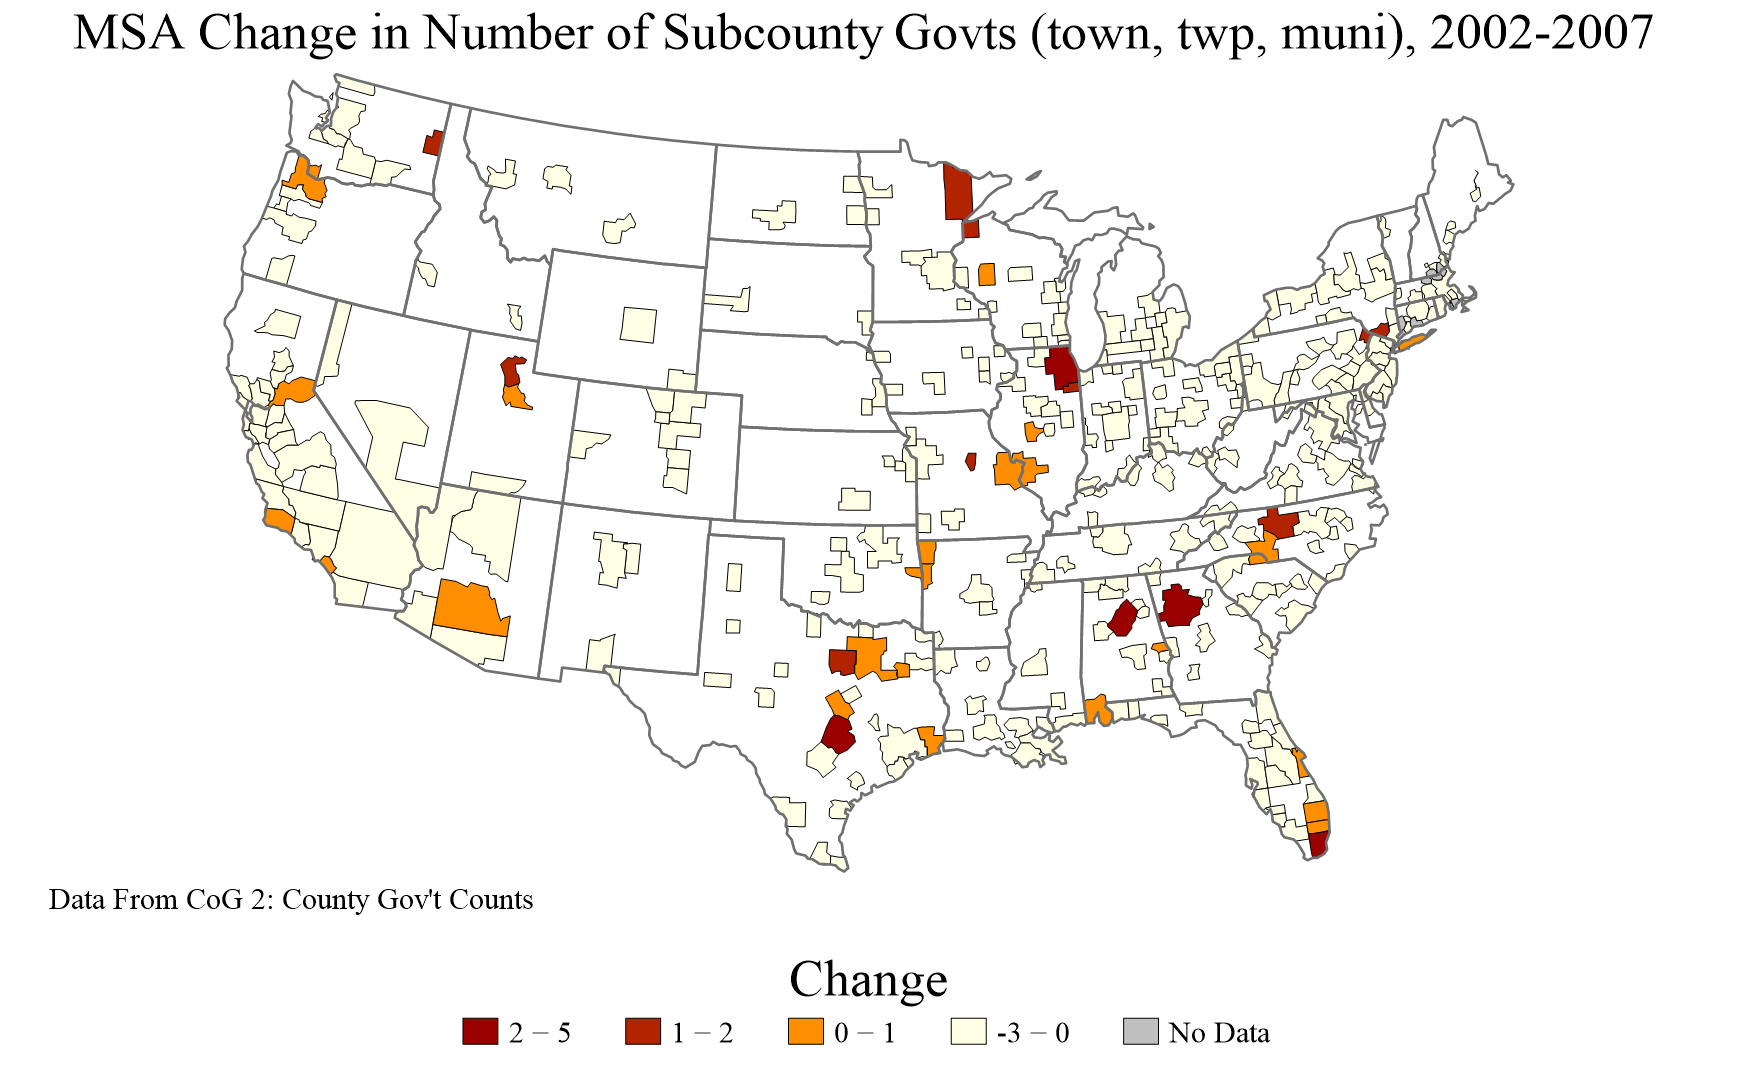 MSA Change in Number of Subcounty Govts (town, twp, muni), 2002-2007
Data From CoG 2: County Gov't Counts
Change
2 – 5 1 – 2 0 – 1 -3 – 0 No Data